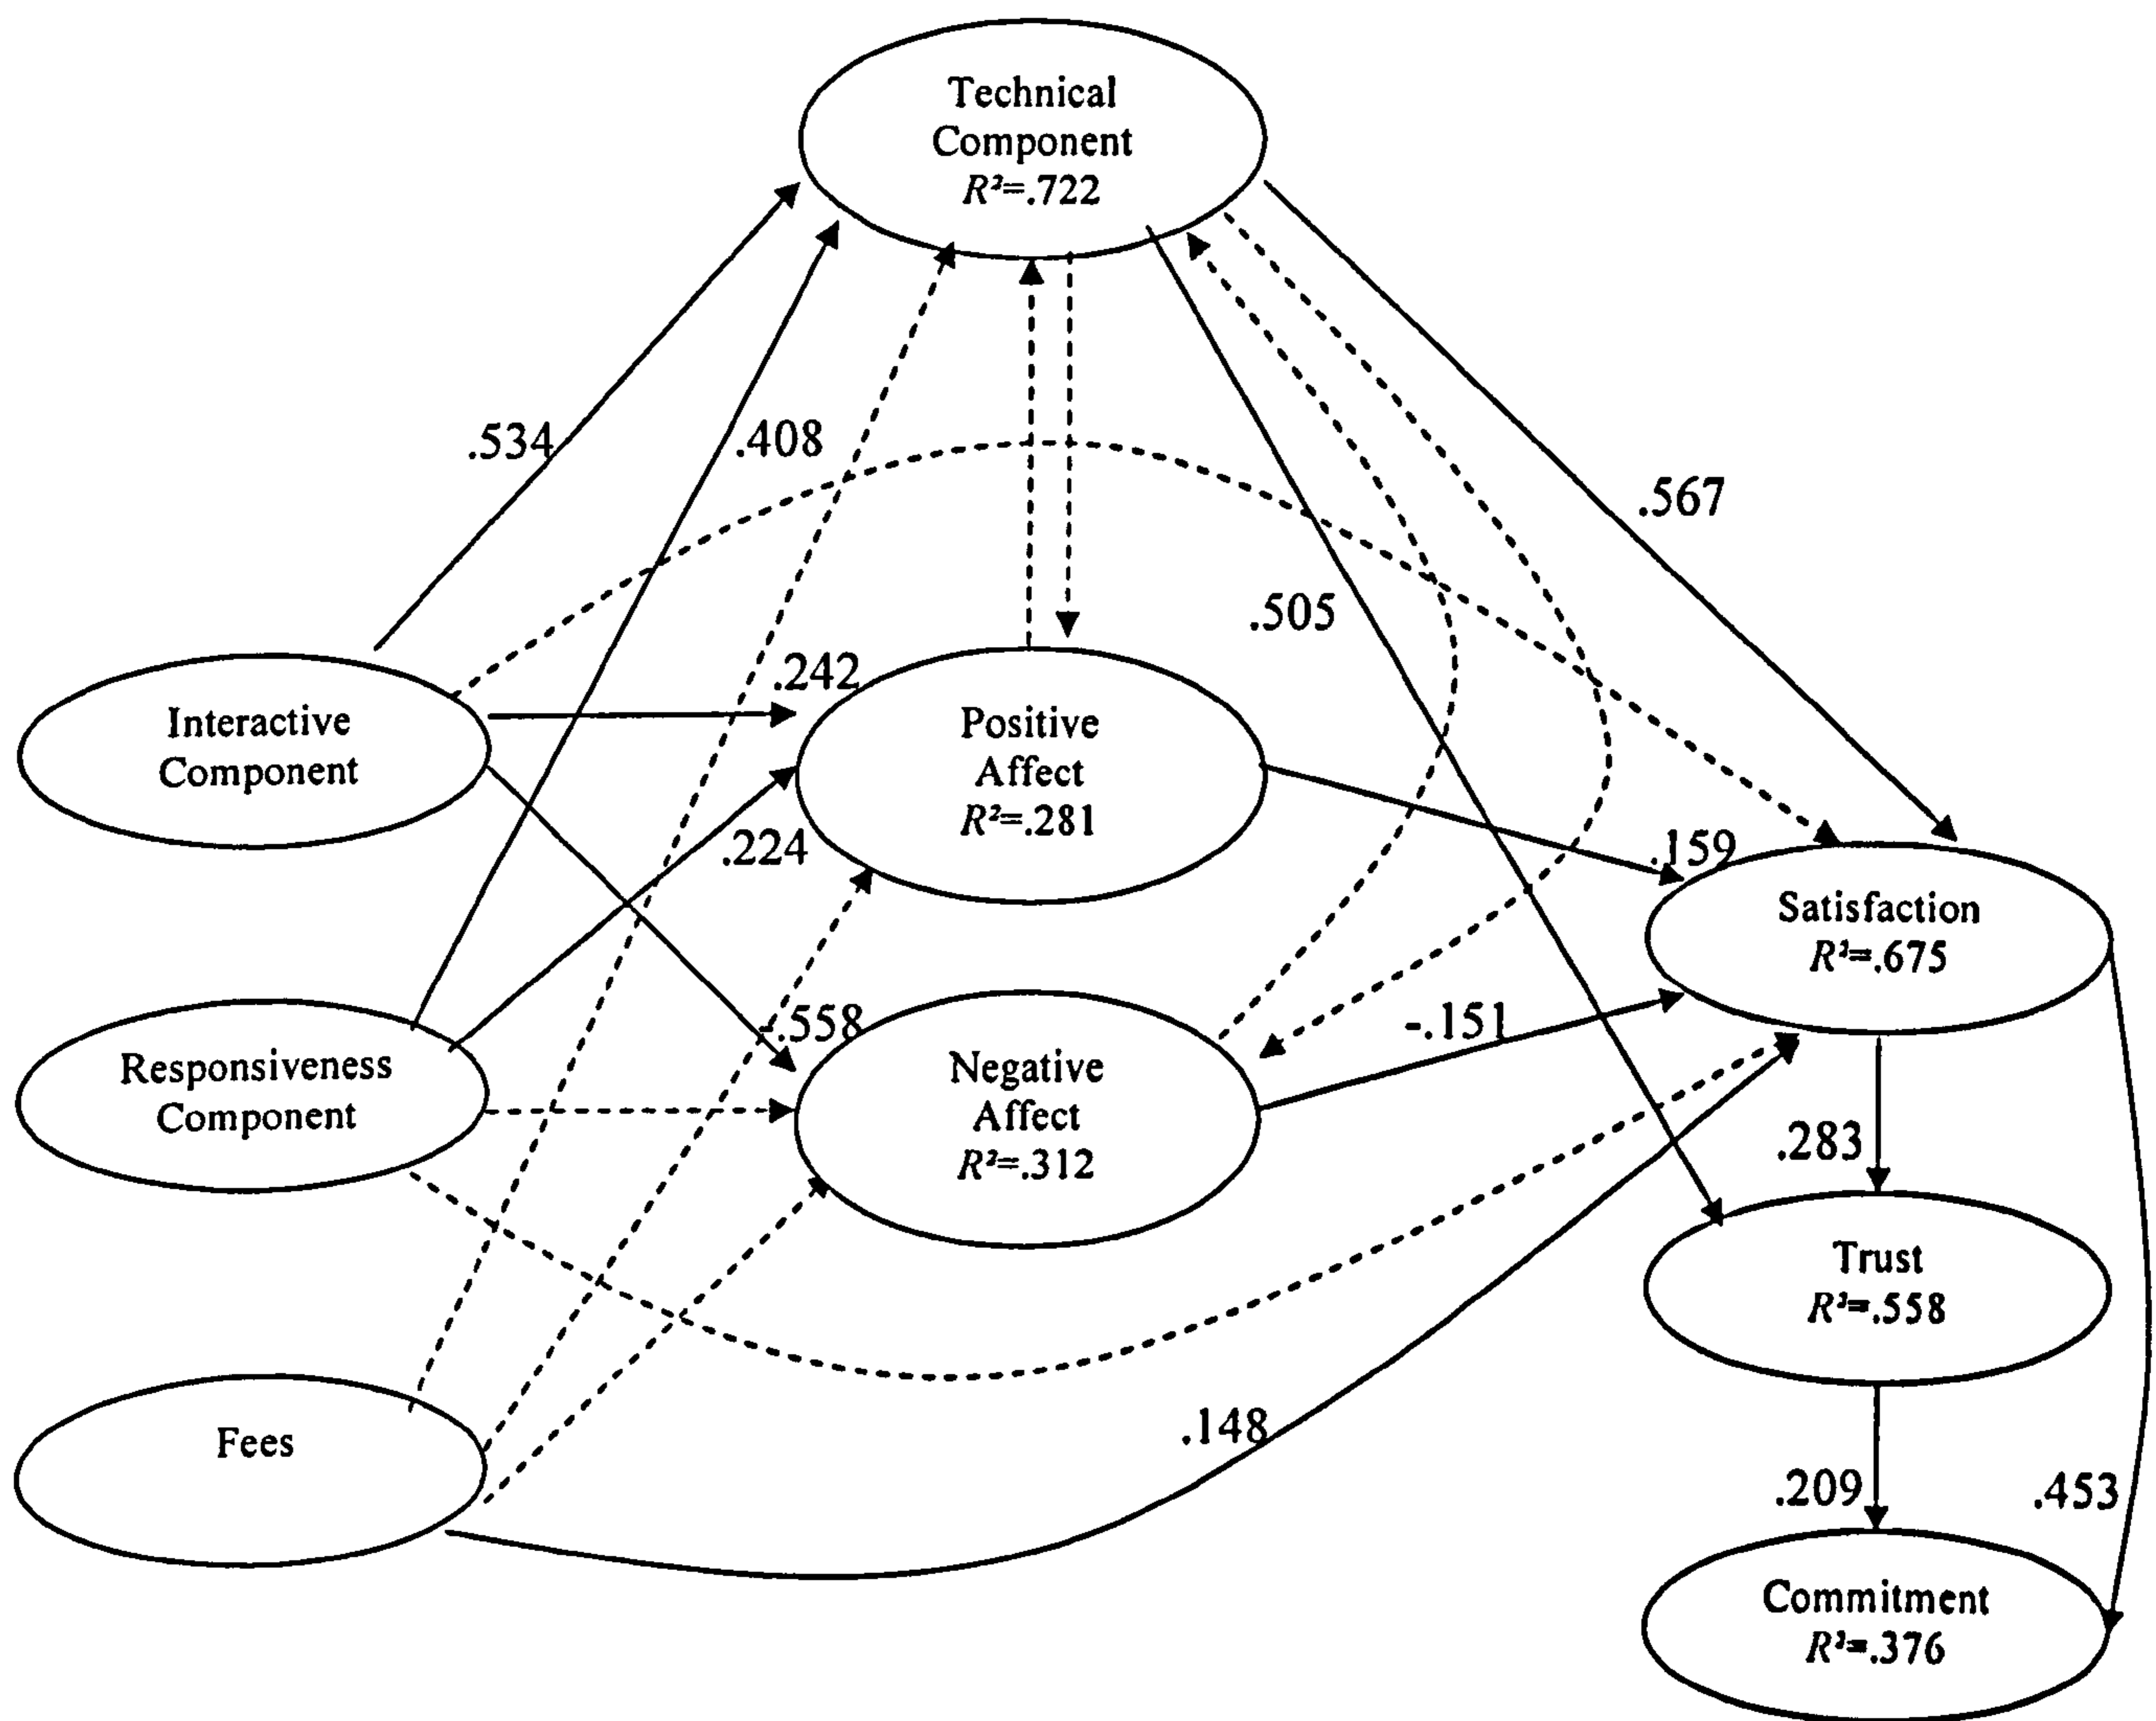 Technical
Component
R²=.722
.534
.408
.567
.505
.242
Interactive
Component
Positive
Affect
R²=.281
.224
.159
Satisfaction
R²=.675
-.558
-.151
Responsiveness
Component
Negative
Affect
R²=.312
.283
Trust
R²=.558
Fees
.148
.209
.453
Commitment
R²=.376